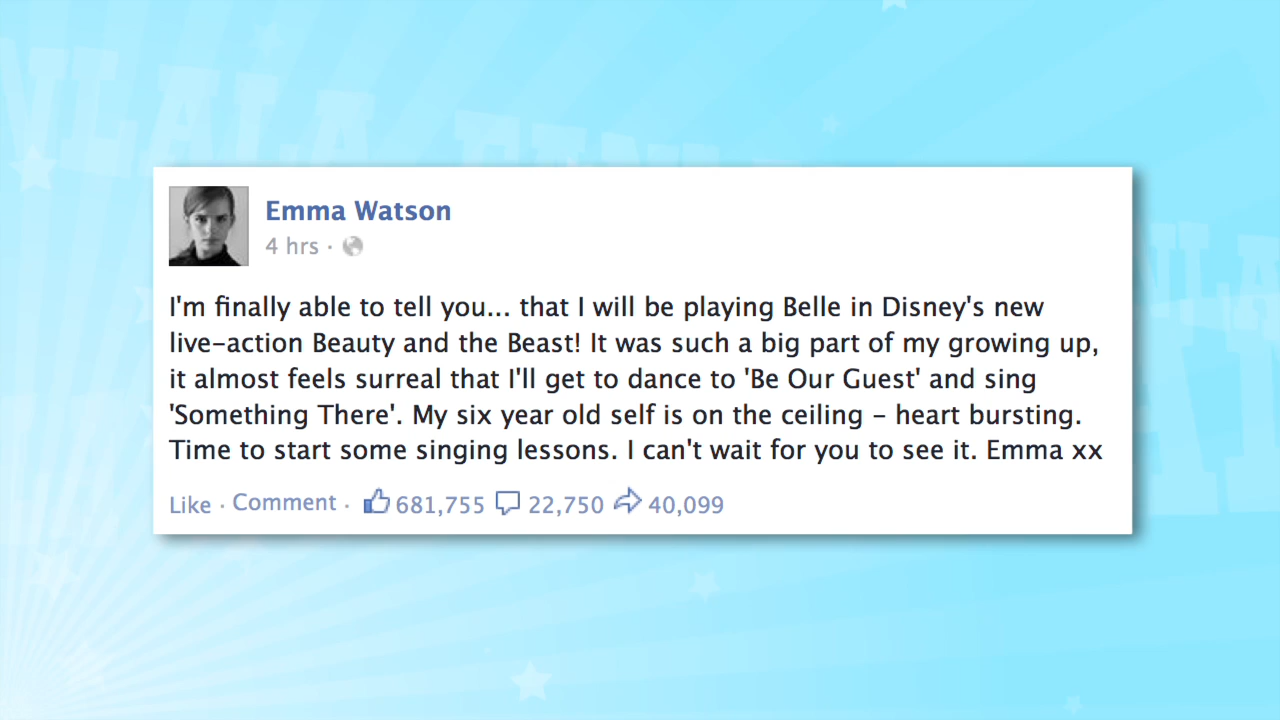 Emma Watson
4 hrs ·
I'm finally able to tell you... that I will be playing Belle in Disney's new
live-action Beauty and the Beast! It was such a big part of my growing up,
it almost feels surreal that I'll get to dance to 'Be Our Guest' and sing
'Something There'. My six year old self is on the ceiling – heart bursting.
Time to start some singing lessons. I can't wait for you to see it. Emma xx
Like · Comment · 681,755 22,750 40,099